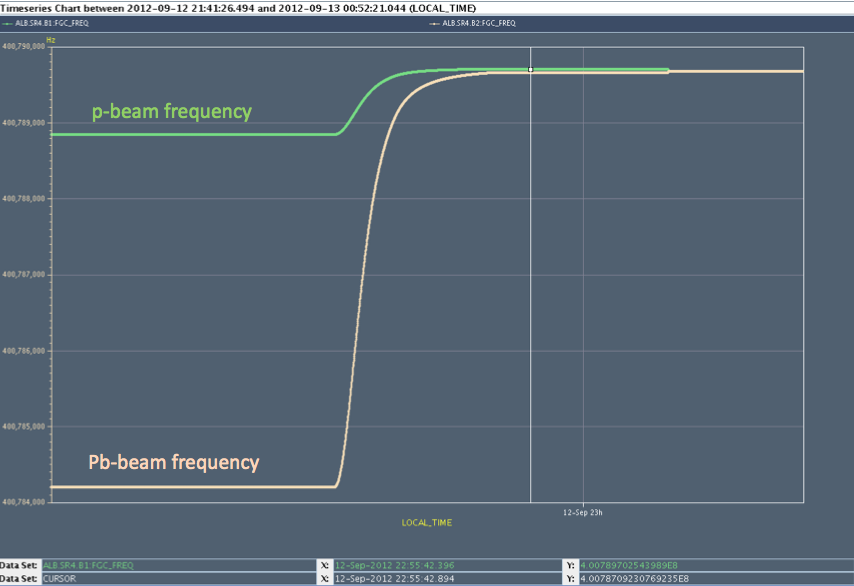 Timeseries Chart between 2012-09-12 21:41:26.494 and 2012-09-13 00:52:21.044 (LOCAL_TIME)
ALB.SR4.B1:FGC_FREQ ALB.SR4.B2:FGC_FREQ
Hz
400,790,000
p-beam frequency
400,789,000
400,788,000
400,787,000
400,786,000
400,785,000
Pb-beam frequency
400,784,000
12-Sep 23h
LOCAL_TIME
Data Set: ALB.SR4.B1:FGC_FREQ X: 12-Sep-2012 22:55:42.396 Y: 4.00789702543989E8
Data Set: CURSOR X: 12-Sep-2012 22:55:42.894 Y: 4.0078709230769235E8